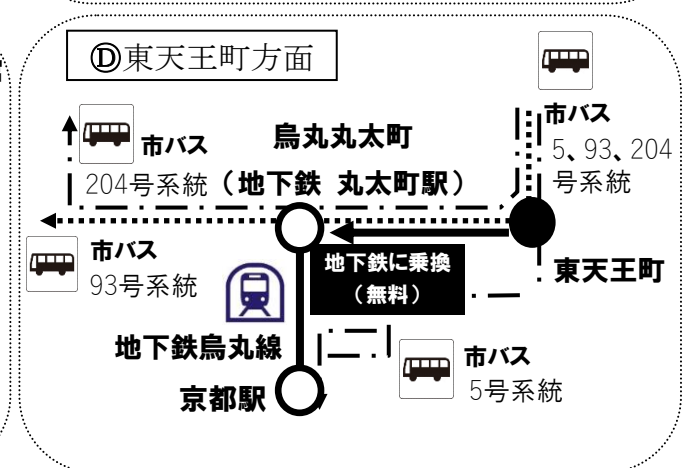 Ⓓ東天王町方面
市バス
5、93、204
号系統
市バス
204号系統
烏丸丸太町
（地下鉄 丸太町駅）
市バス
93号系統
地下鉄に乗換
（無料）
東天王町
地下鉄烏丸線
市バス
5号系統
京都駅